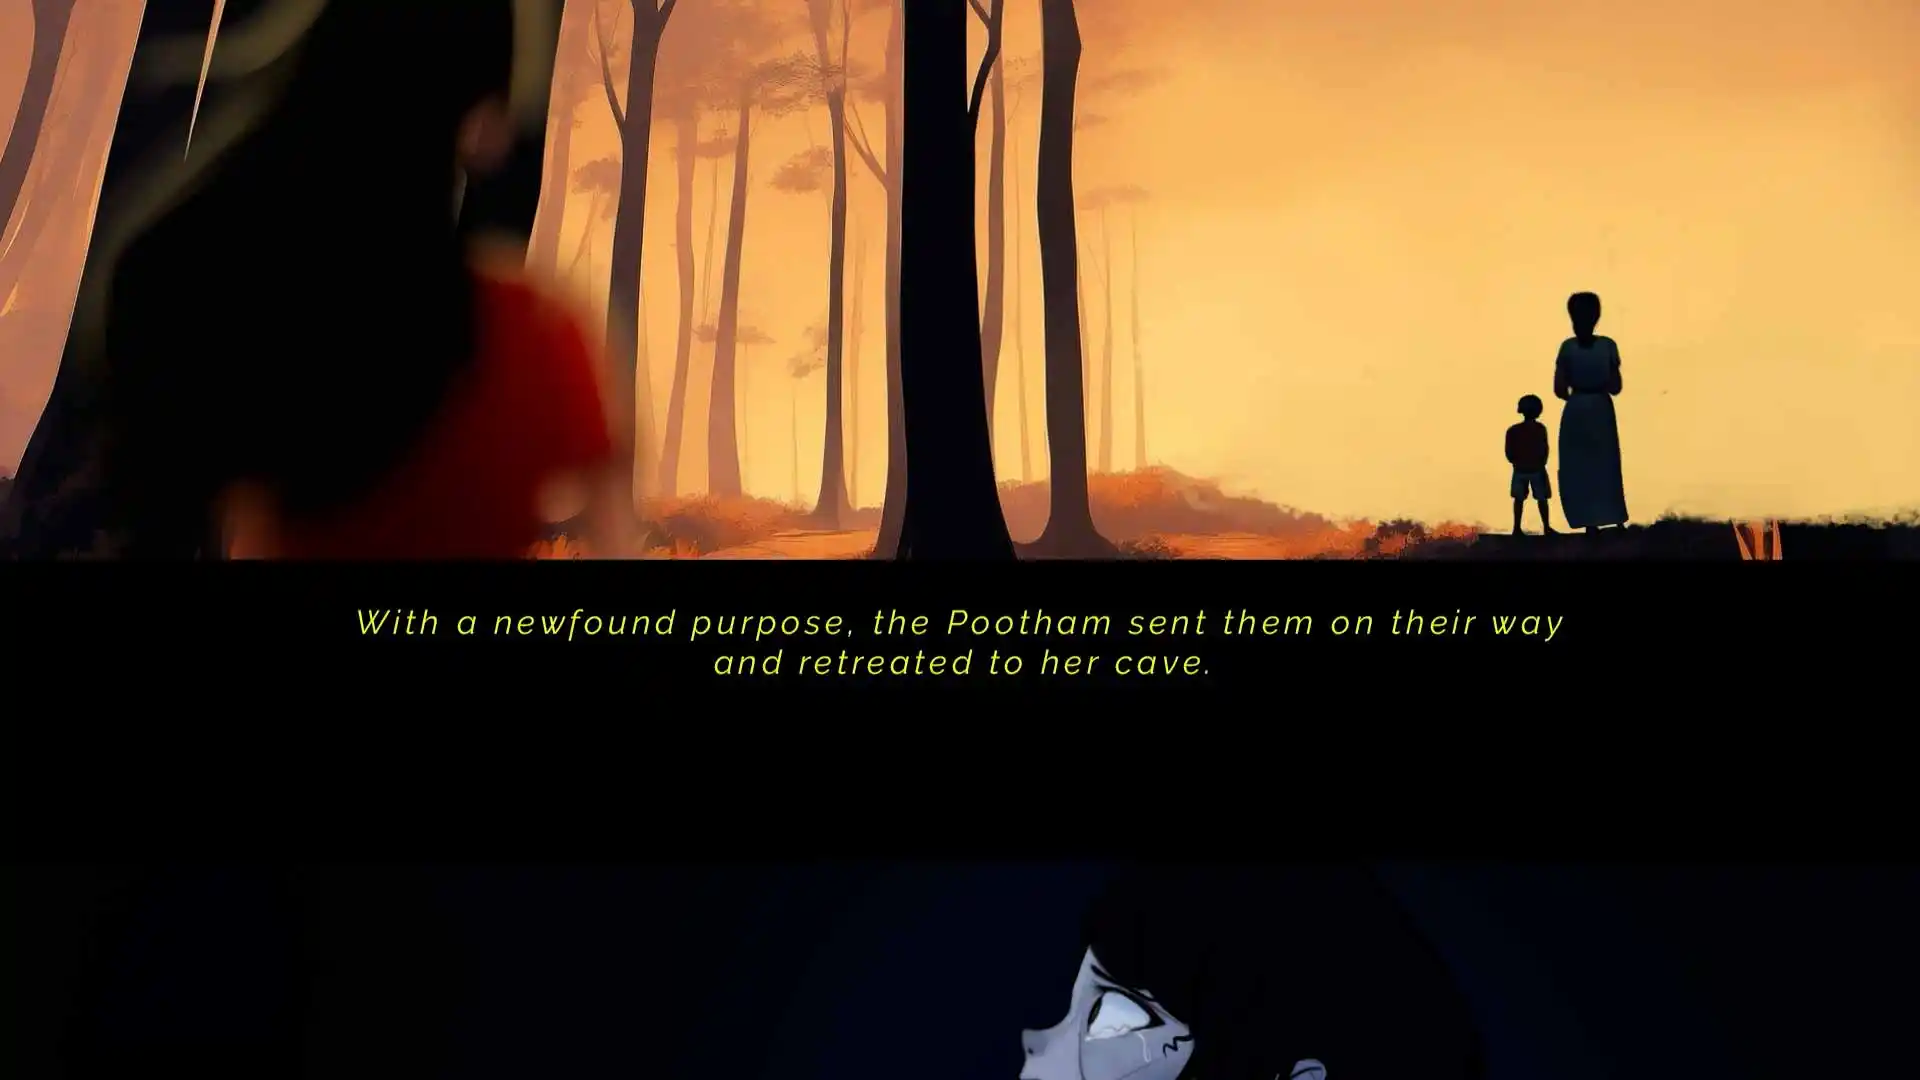 With a newfound purpose, the Pootham sent them on their way
and retreated to her cave.